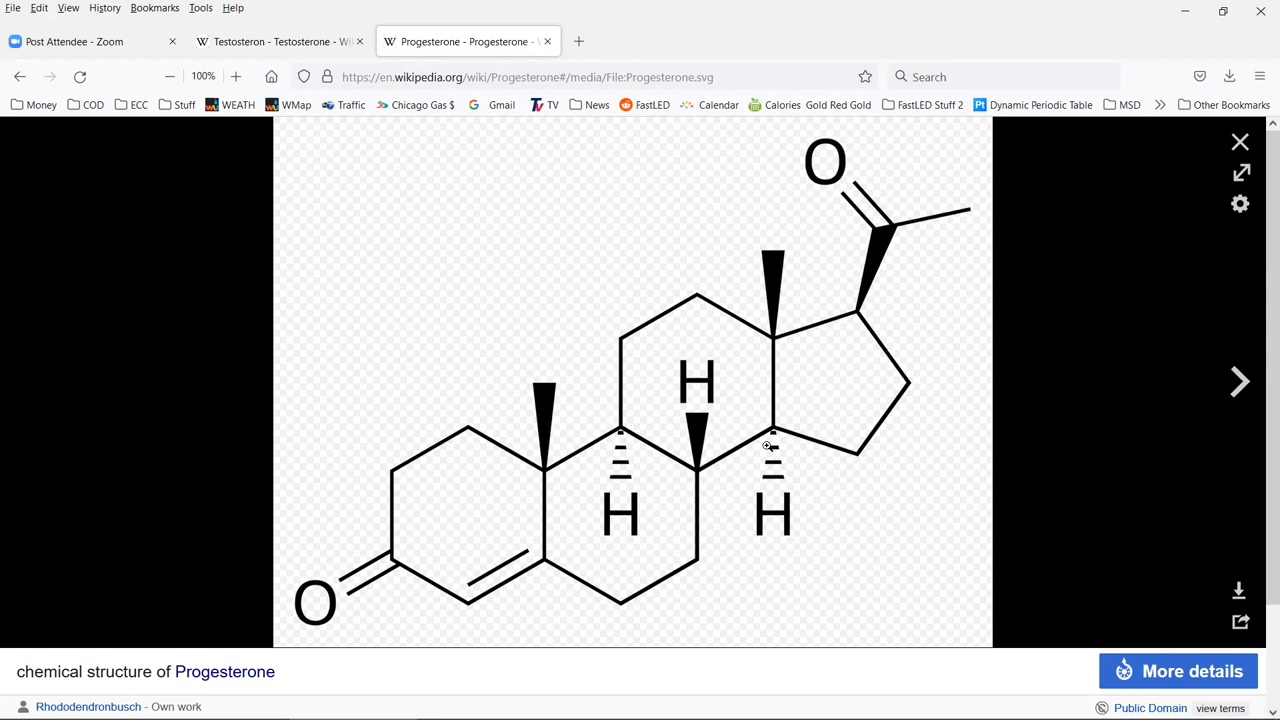 File Edit View History Bookmarks Tools Help
Post Attendee - Zoom Testosteron - Testosterone - Wi Progesterone - Progesterone -
100% https://en.wikipedia.org/wiki/Progesterone#/media/File:Progesterone.svg Search
Money COD ECC Stuff WEATH WMap Traffic Chicago Gas $ Gmail TV News FastLED Calendar Calories Gold Red Gold FastLED Stuff 2 Pt Dynamic Periodic Table MSD Other Bookmarks
O
H
H H
O
chemical structure of Progesterone
More details
Rhododendronbusch - Own work
Public Domain view terms